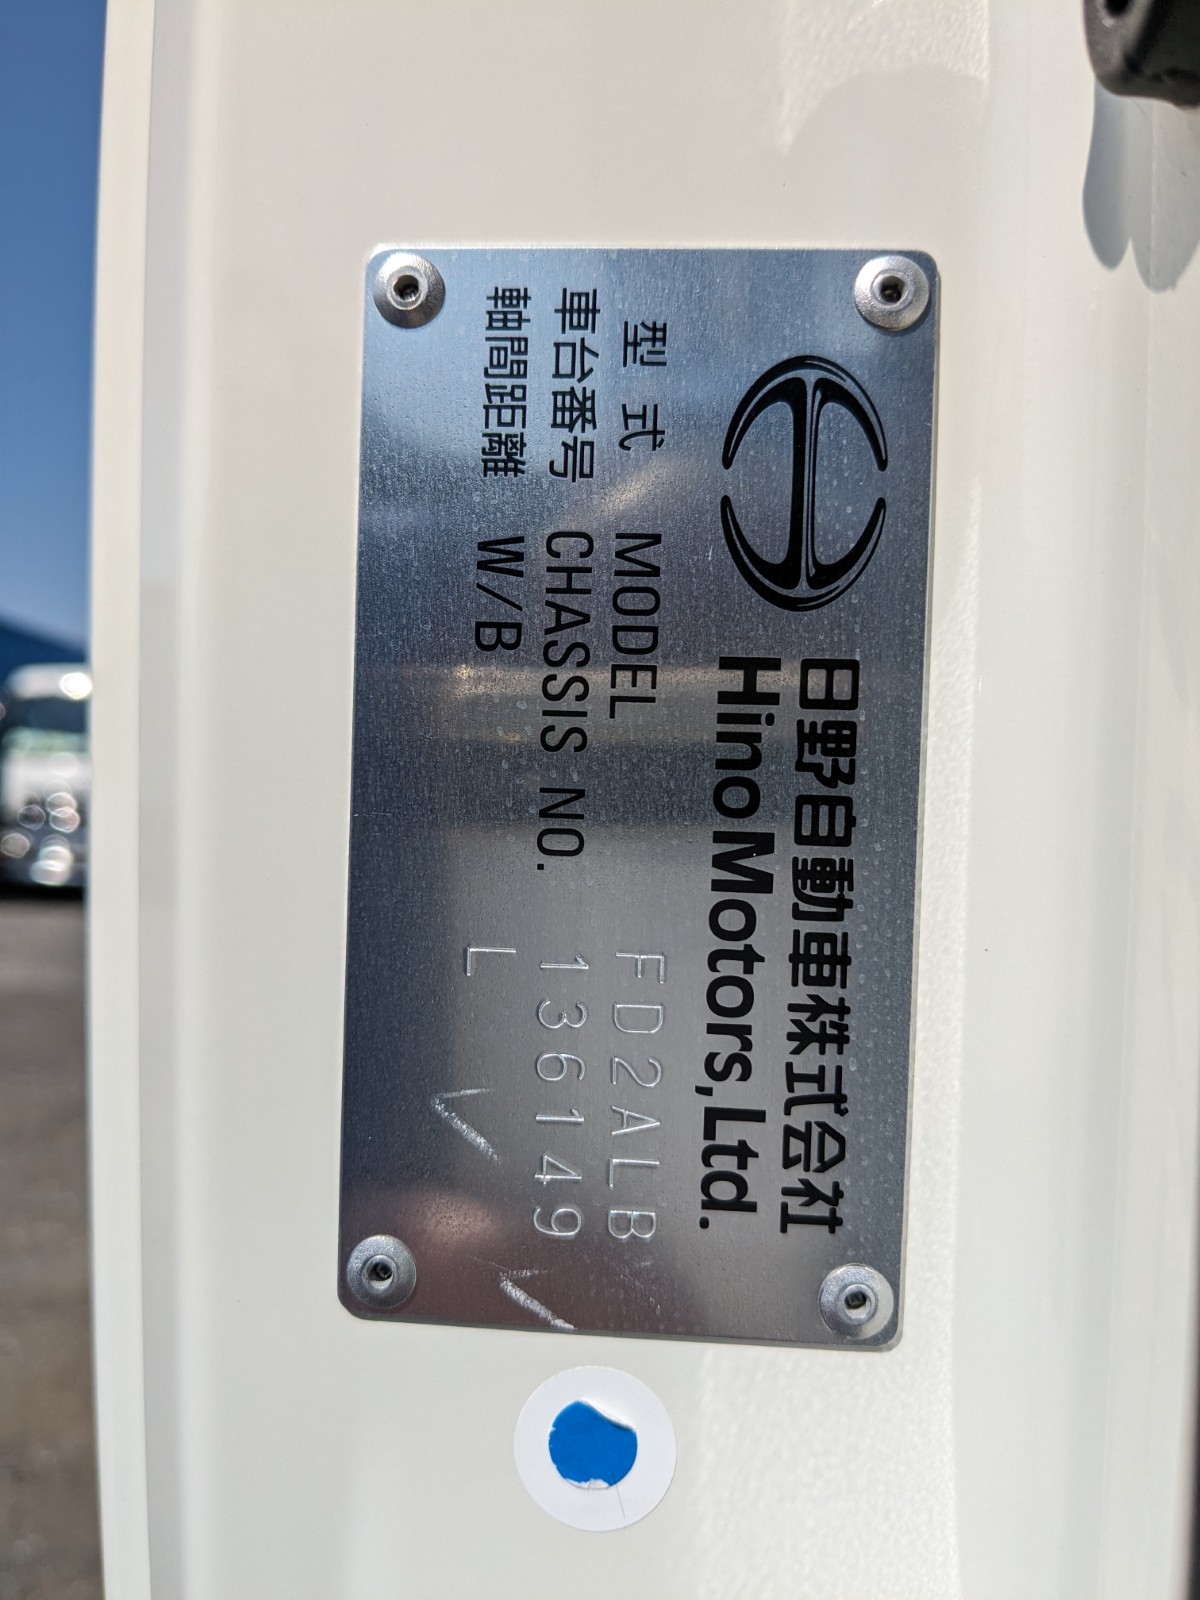 日野自動車株式会社
Hino Motors, Ltd.
型式 MODEL FD2ALB
車台番号 CHASSIS NO. 136149
軸間距離 W/B L